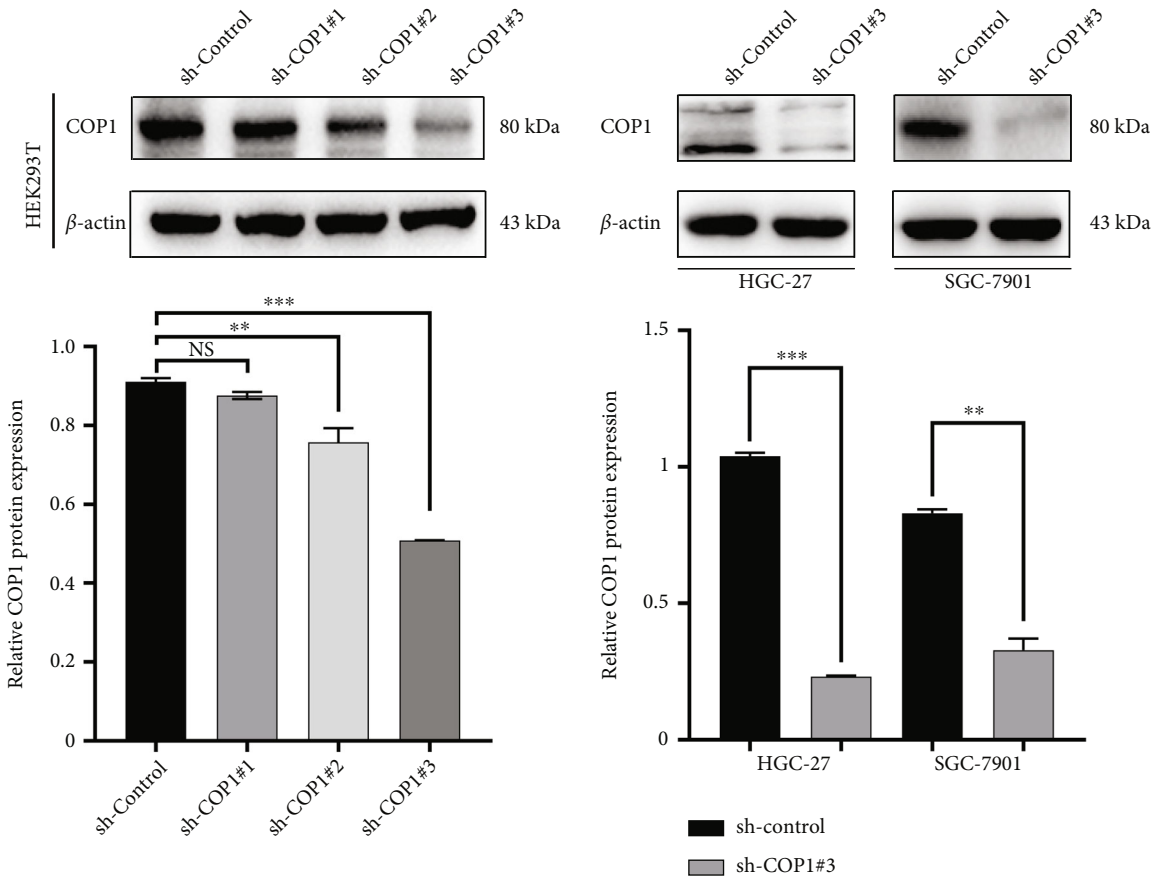 sh-Control
sh-COP1#1
sh-COP1#2
sh-COP1#3
HEK293T
COP1
80 kDa
β-actin
43 kDa
Relative COP1 protein expression
1.0
0.8
0.6
0.4
0.2
0
NS
**
***
sh-Control
sh-COP1#1
sh-COP1#2
sh-COP1#3
sh-Control
sh-COP1#3
sh-Control
sh-COP1#3
COP1
80 kDa
β-actin
43 kDa
HGC-27
SGC-7901
Relative COP1 protein expression
1.5
1
0.5
0
***
**
HGC-27
SGC-7901
sh-control
sh-COP1#3